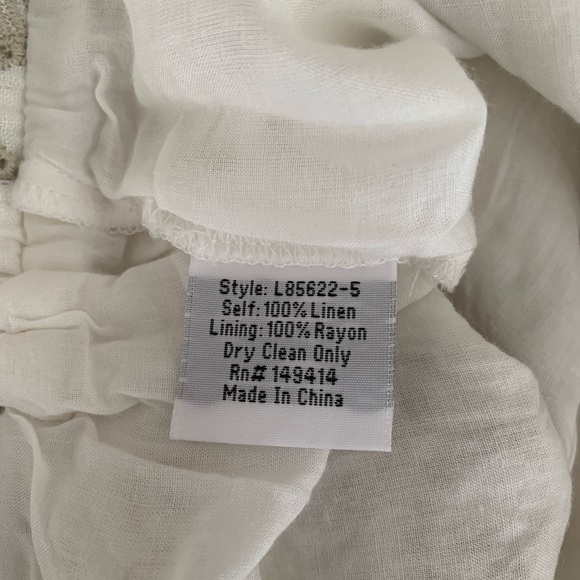 Style: L85622-5
Self: 100% Linen
Lining: 100% Rayon
Dry Clean Only
Rn# 149414
Made In China